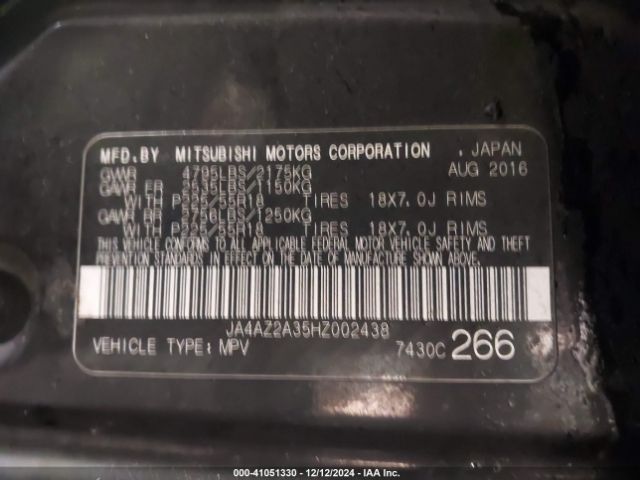 MFD. BY MITSUBISHI MOTORS CORPORATION . JAPAN
GVWR 4795LBS/2175KG AUG 2016
GAWR FR 2535LBS/1150KG
WITH P225/55R18 TIRES 18X7.0J RIMS
GAWR RR 2756LBS/1250KG
WITH P225/55R18 TIRES 18X7.0J RIMS
THIS VEHICLE CONFORMS TO ALL APPLICABLE FEDERAL MOTOR VEHICLE SAFETY AND THEFT
PREVENTION STANDARDS IN EFFECT ON THE DATE OF MANUFACTURE SHOWN ABOVE.
JA4AZ2A35HZ002438
VEHICLE TYPE: MPV 7430C 266
000-41051330 - 12/12/2024 - IAA Inc.